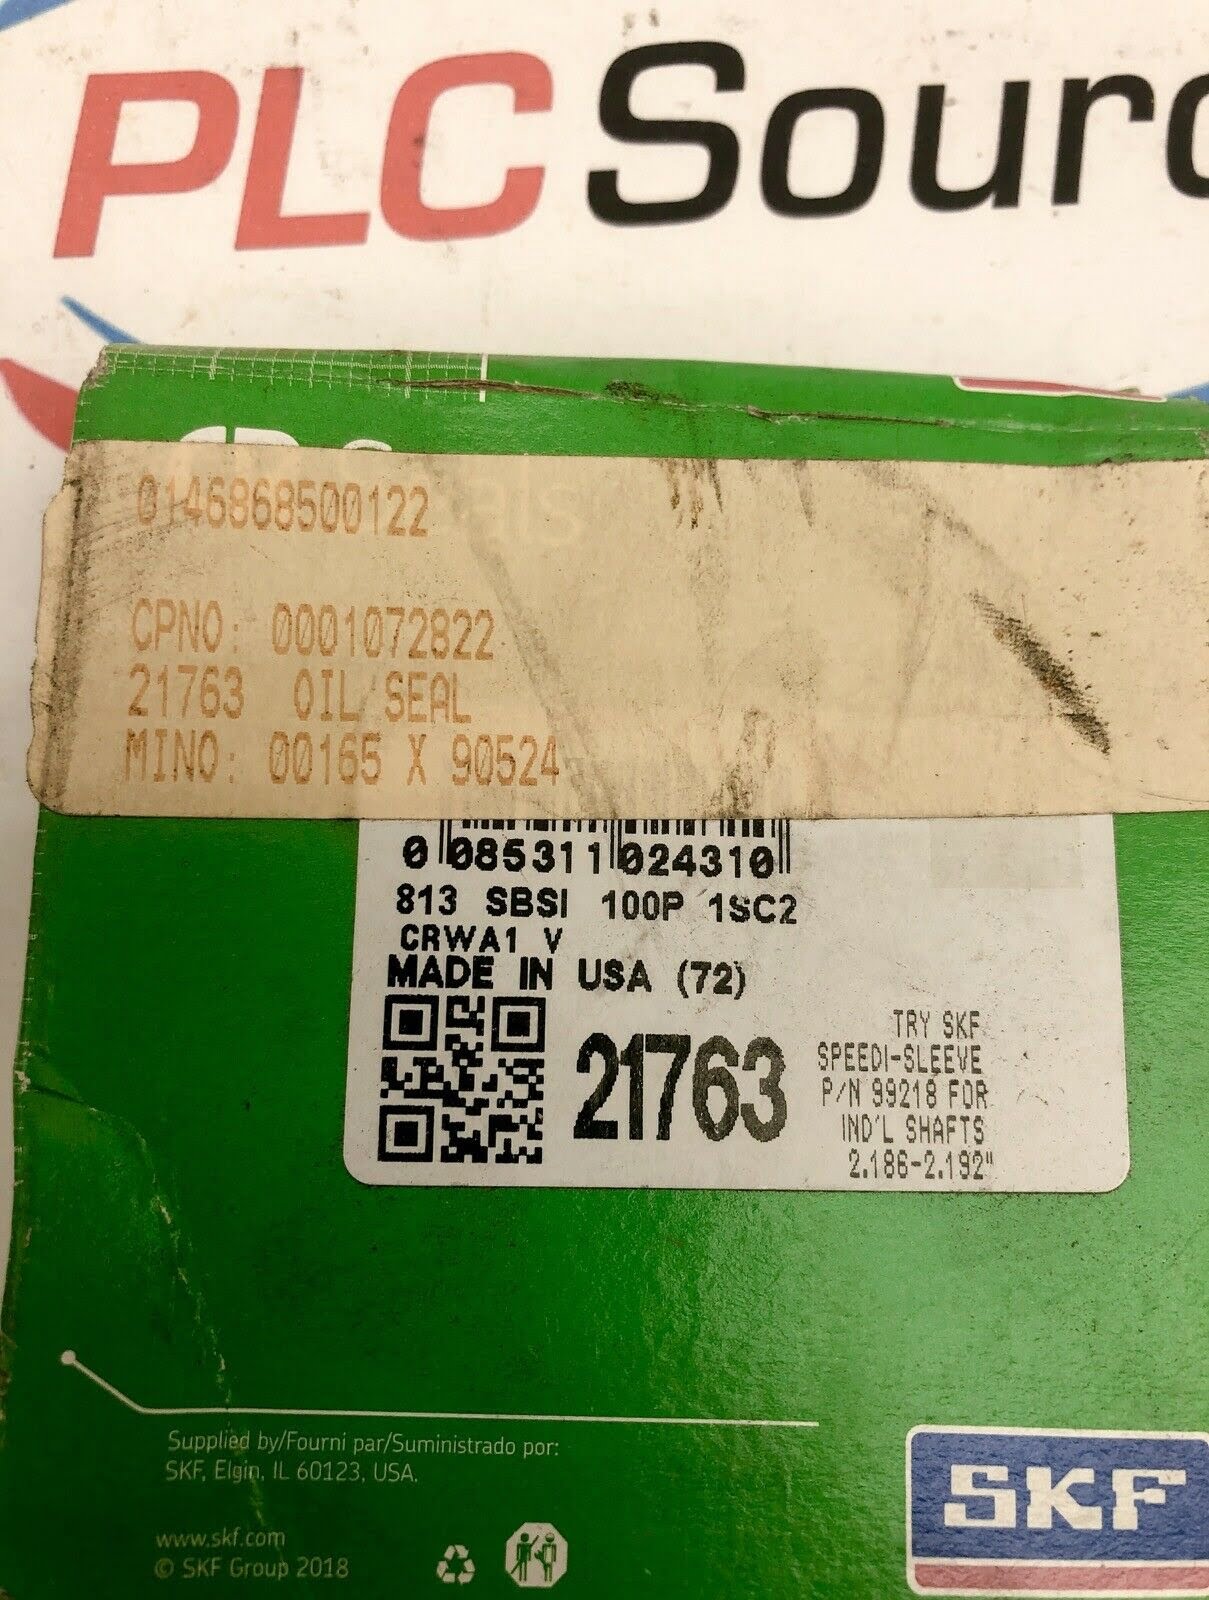 PLC Sourc
0146868500122
CPNO: 0001072822
21763 OIL SEAL
MINO: 00165 X 90524
0 085311 024310
813 SBSI 100P 1SC2
CRWA1 V
MADE IN USA (72)
21763
TRY SKF
SPEEDI-SLEEVE
P/N 99218 FOR
IND'L SHAFTS
2.186-2.192"
Supplied by/Fourni par/Suministrado por:
SKF, Elgin, IL 60123, USA.
www.skf.com
© SKF Group 2018
SKF